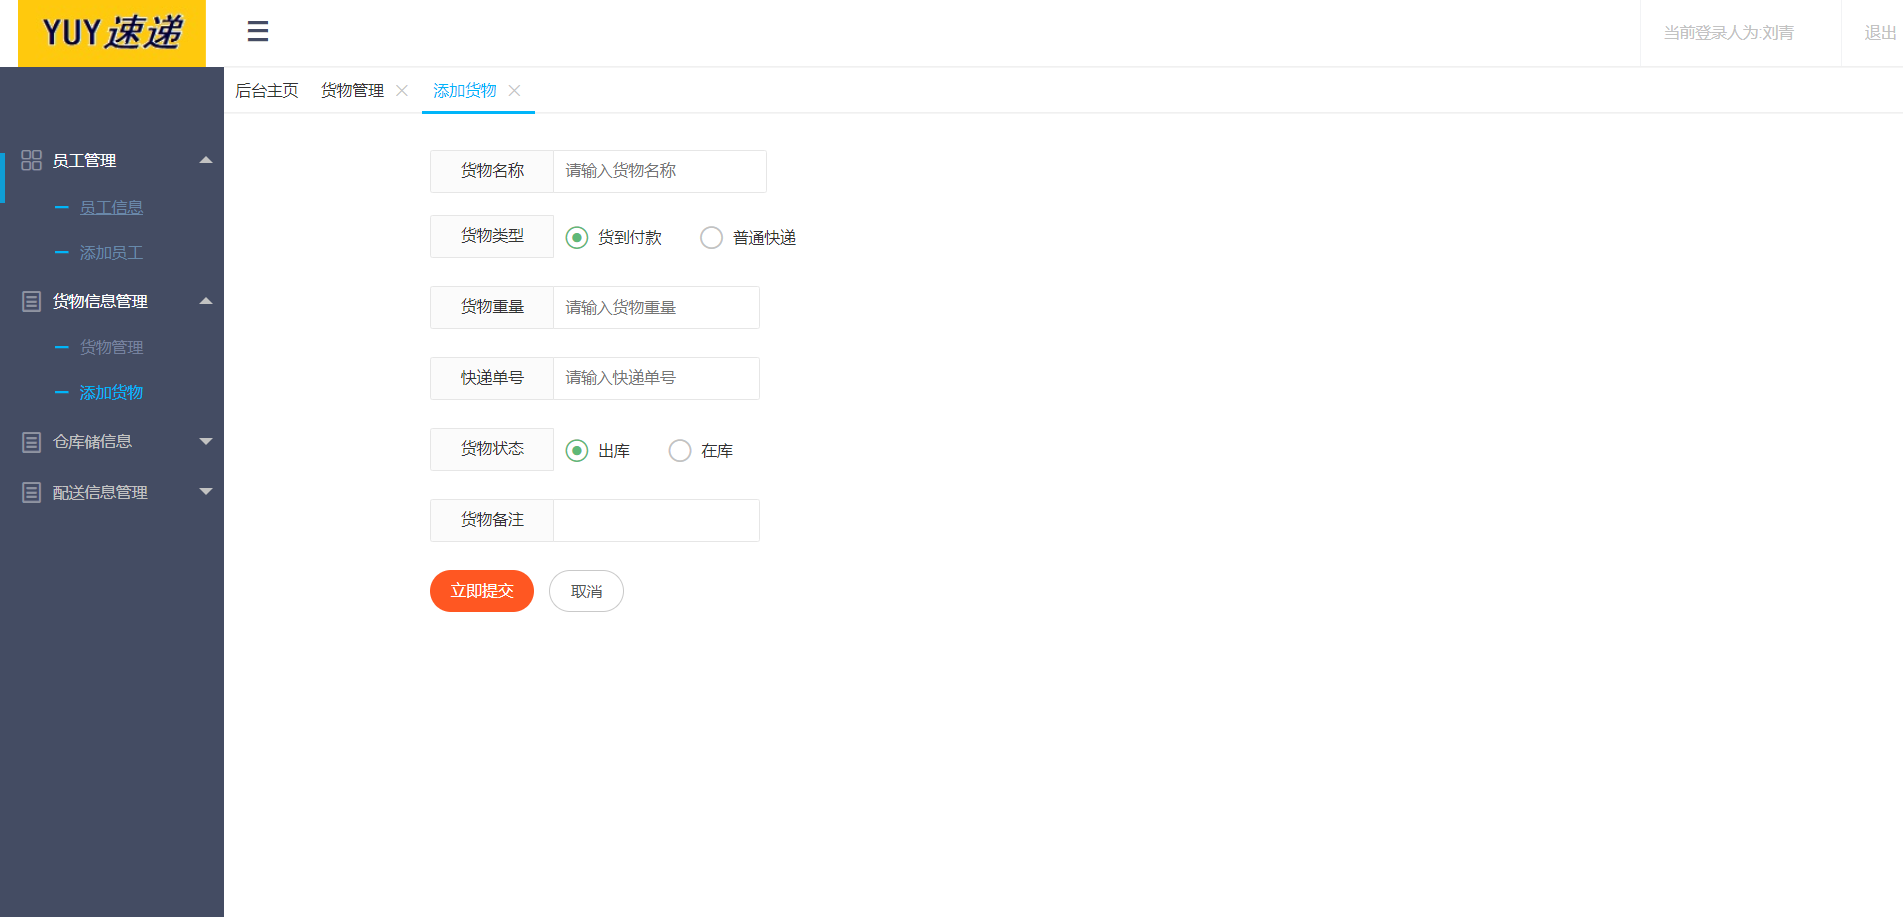 YUY速递
当前登录人为:刘青 退出
后台主页 货物管理 添加货物
员工管理
员工信息
添加员工
货物信息管理
货物管理
添加货物
仓库储信息
配送信息管理
货物名称 请输入货物名称
货物类型 货到付款 普通快递
货物重量 请输入货物重量
快递单号 请输入快递单号
货物状态 出库 在库
货物备注
立即提交 取消